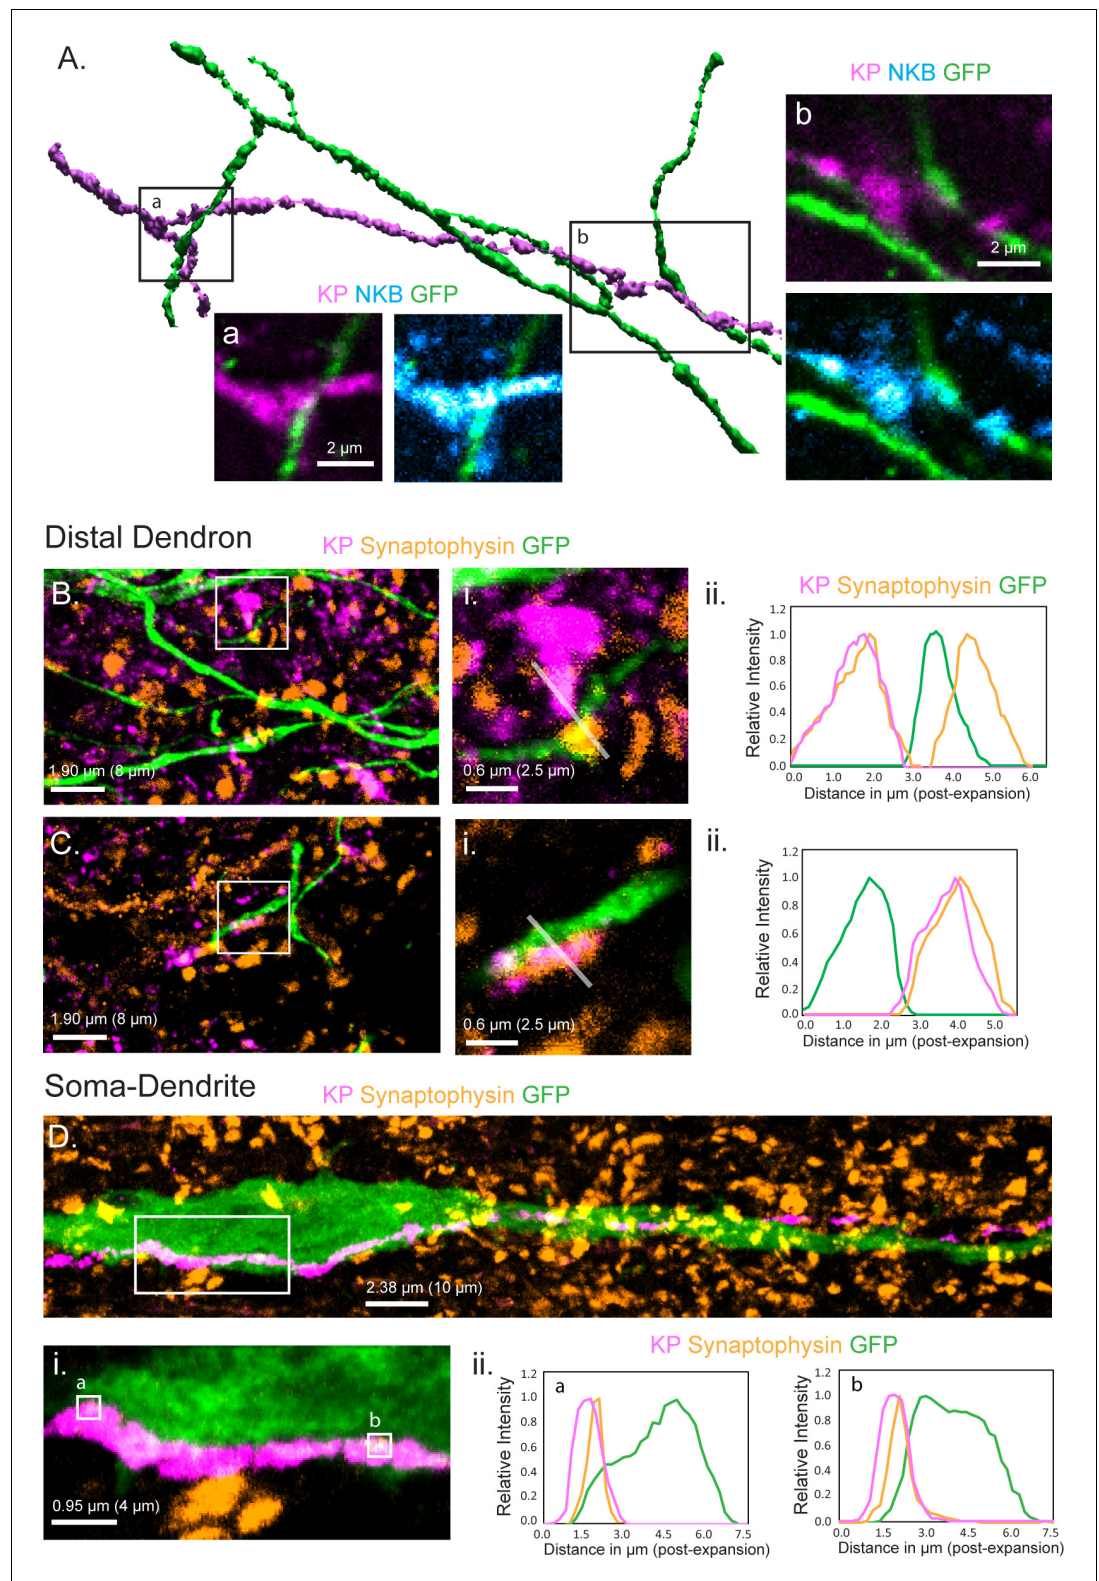 A.
a
b
KP NKB GFP
a
2 µm
KP NKB GFP
b
2 µm
Distal Dendron
KP Synaptophysin GFP
B.
1.90 µm (8 µm)
i.
0.6 µm (2.5 µm)
ii.
KP Synaptophysin GFP
Relative Intensity
1.2
1.0
0.8
0.6
0.4
0.2
0.0
0.0 1.0 2.0 3.0 4.0 5.0 6.0
Distance in µm (post-expansion)
C.
1.90 µm (8 µm)
i.
0.6 µm (2.5 µm)
ii.
Relative Intensity
1.2
1.0
0.8
0.6
0.4
0.2
0.0
0.0 1.0 2.0 3.0 4.0 5.0
Distance in µm (post-expansion)
Soma-Dendrite
KP Synaptophysin GFP
D.
2.38 µm (10 µm)
i.
a
b
0.95 µm (4 µm)
ii.
KP Synaptophysin GFP
a
Relative Intensity
1.2
1.0
0.8
0.6
0.4
0.2
0.0
0.0 1.5 3.0 4.5 6.0 7.5
Distance in µm (post-expansion)
b
Relative Intensity
1.2
1.0
0.8
0.6
0.4
0.2
0.0
0.0 1.5 3.0 4.5 6.0 7.5
Distance in µm (post-expansion)